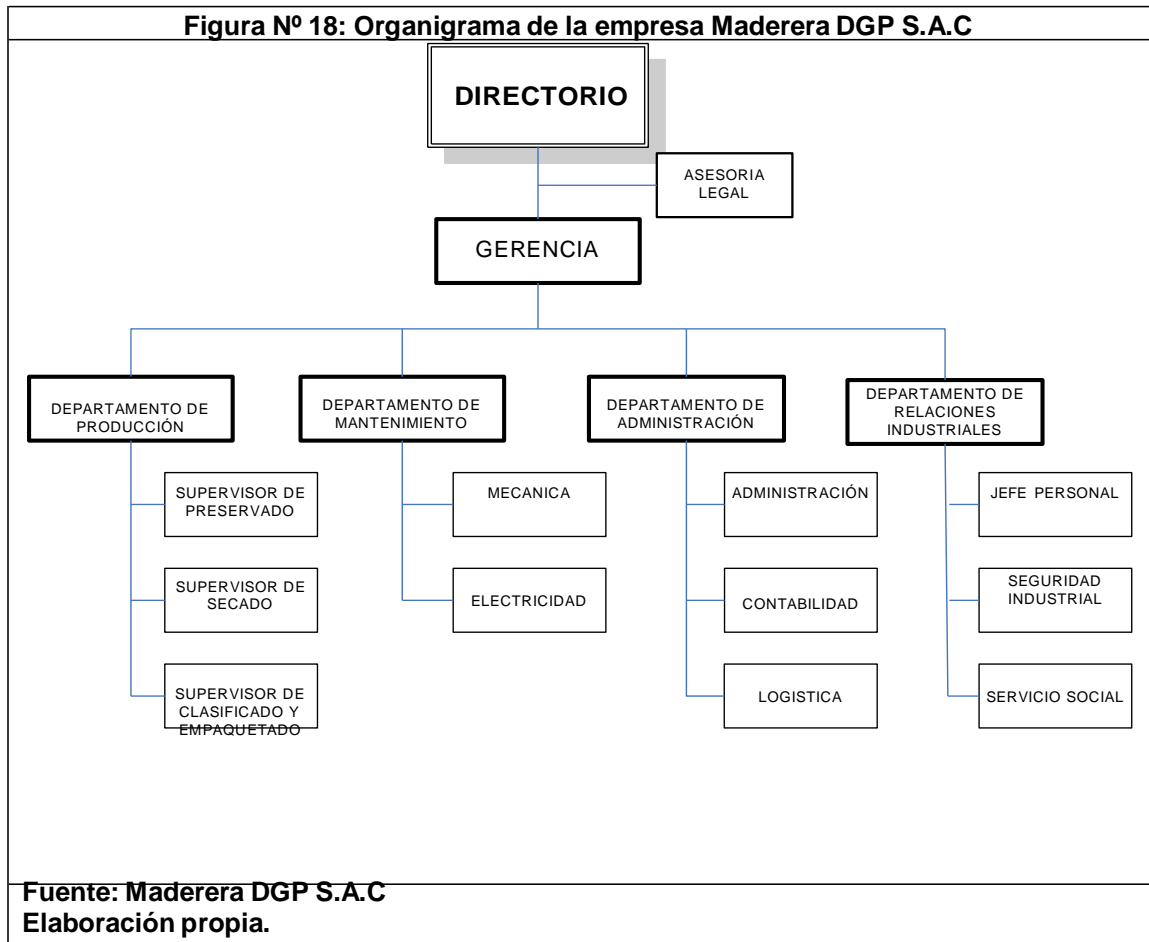 Figura Nº 18: Organigrama de la empresa Maderera DGP S.A.C
DIRECTORIO
ASESORIA
LEGAL
GERENCIA
DEPARTAMENTO DE
PRODUCCIÓN
DEPARTAMENTO DE
MANTENIMIENTO
DEPARTAMENTO DE
ADMINISTRACIÓN
DEPARTAMENTO DE
RELACIONES
INDUSTRIALES
SUPERVISOR DE
PRESERVADO
MECANICA
ADMINISTRACIÓN
JEFE PERSONAL
SUPERVISOR DE
SECADO
ELECTRICIDAD
CONTABILIDAD
SEGURIDAD
INDUSTRIAL
SUPERVISOR DE
CLASIFICADO Y
EMPAQUETADO
LOGISTICA
SERVICIO SOCIAL
Fuente: Maderera DGP S.A.C
Elaboración propia.